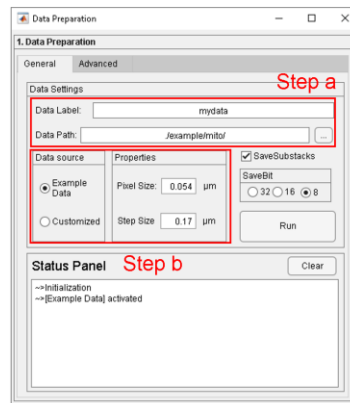 Data Preparation
1. Data Preparation
General Advanced
Data Settings Step a
Data Label: mydata
Data Path: ./example/mito/ ...
Data source Properties SaveSubstacks
Example Data Pixel Size: 0.054 µm SaveBit
32 16 8
Customized Step Size 0.17 µm Run
Status Panel Step b Clear
~>Initialization
~>[Example Data] activated